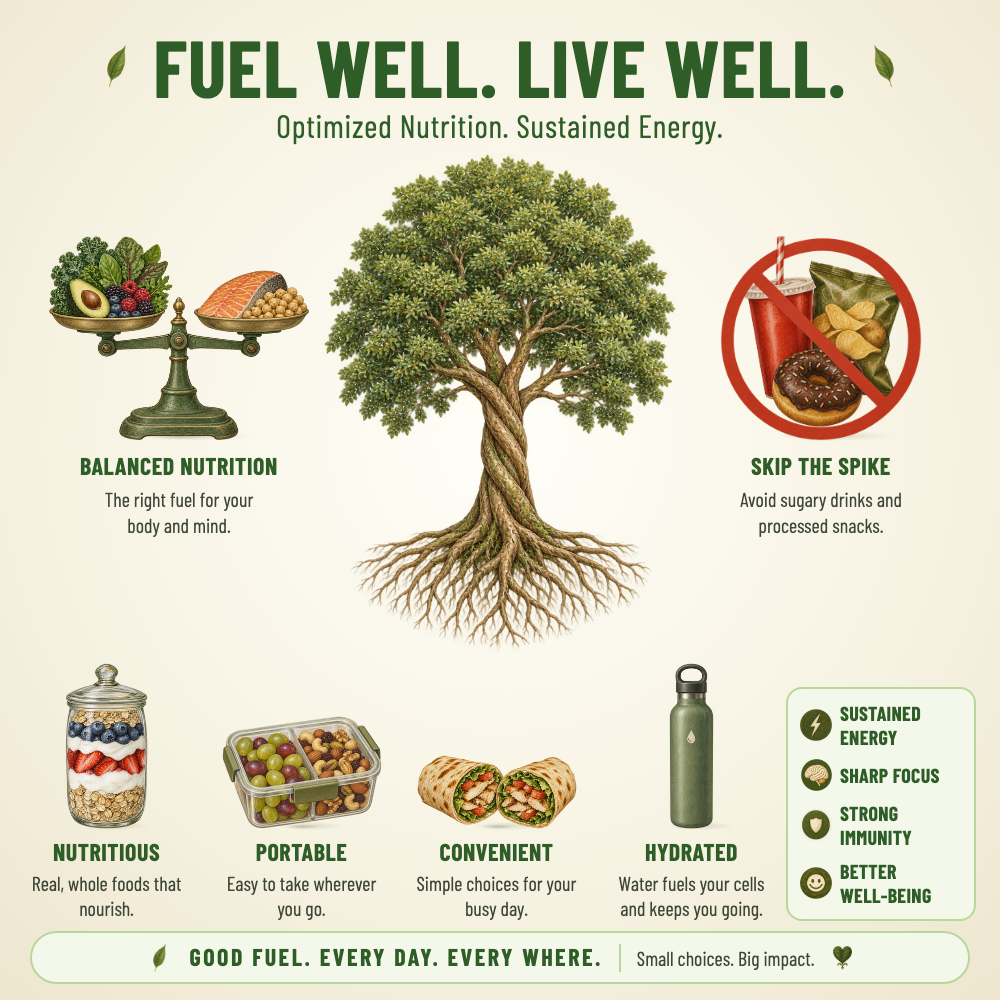 FUEL WELL. LIVE WELL.
Optimized Nutrition. Sustained Energy.
BALANCED NUTRITION
The right fuel for your
body and mind.
SKIP THE SPIKE
Avoid sugary drinks and
processed snacks.
NUTRITIOUS
Real, whole foods that
nourish.
PORTABLE
Easy to take wherever
you go.
CONVENIENT
Simple choices for your
busy day.
HYDRATED
Water fuels your cells
and keeps you going.
SUSTAINED
ENERGY
SHARP FOCUS
STRONG
IMMUNITY
BETTER
WELL-BEING
GOOD FUEL. EVERY DAY. EVERY WHERE.
Small choices. Big impact.